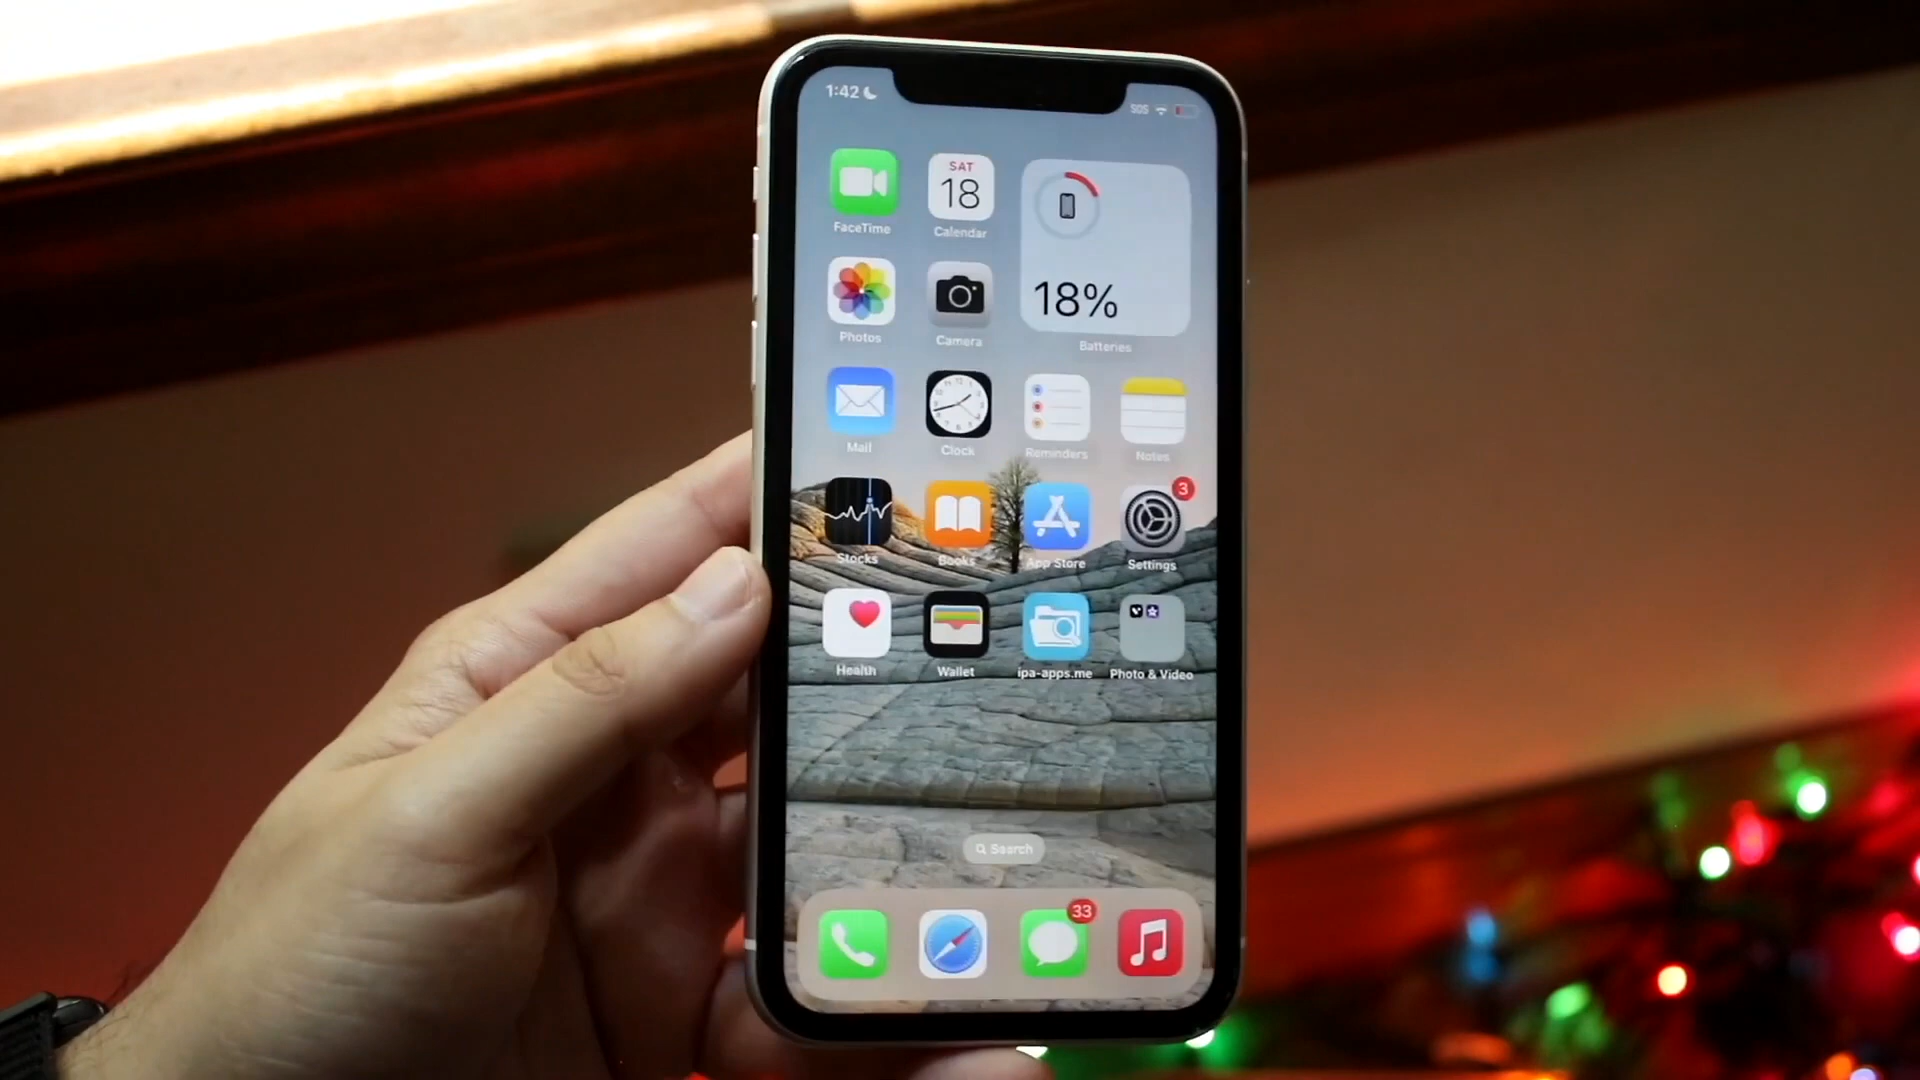 1:42
SOS
FaceTime
SAT
18
Calendar
18%
Batteries
Photos
Camera
Mail
Clock
Reminders
Notes
Stocks
Books
App Store
3
Settings
Health
Wallet
ipa-apps.me
Photo & Video
Search
33